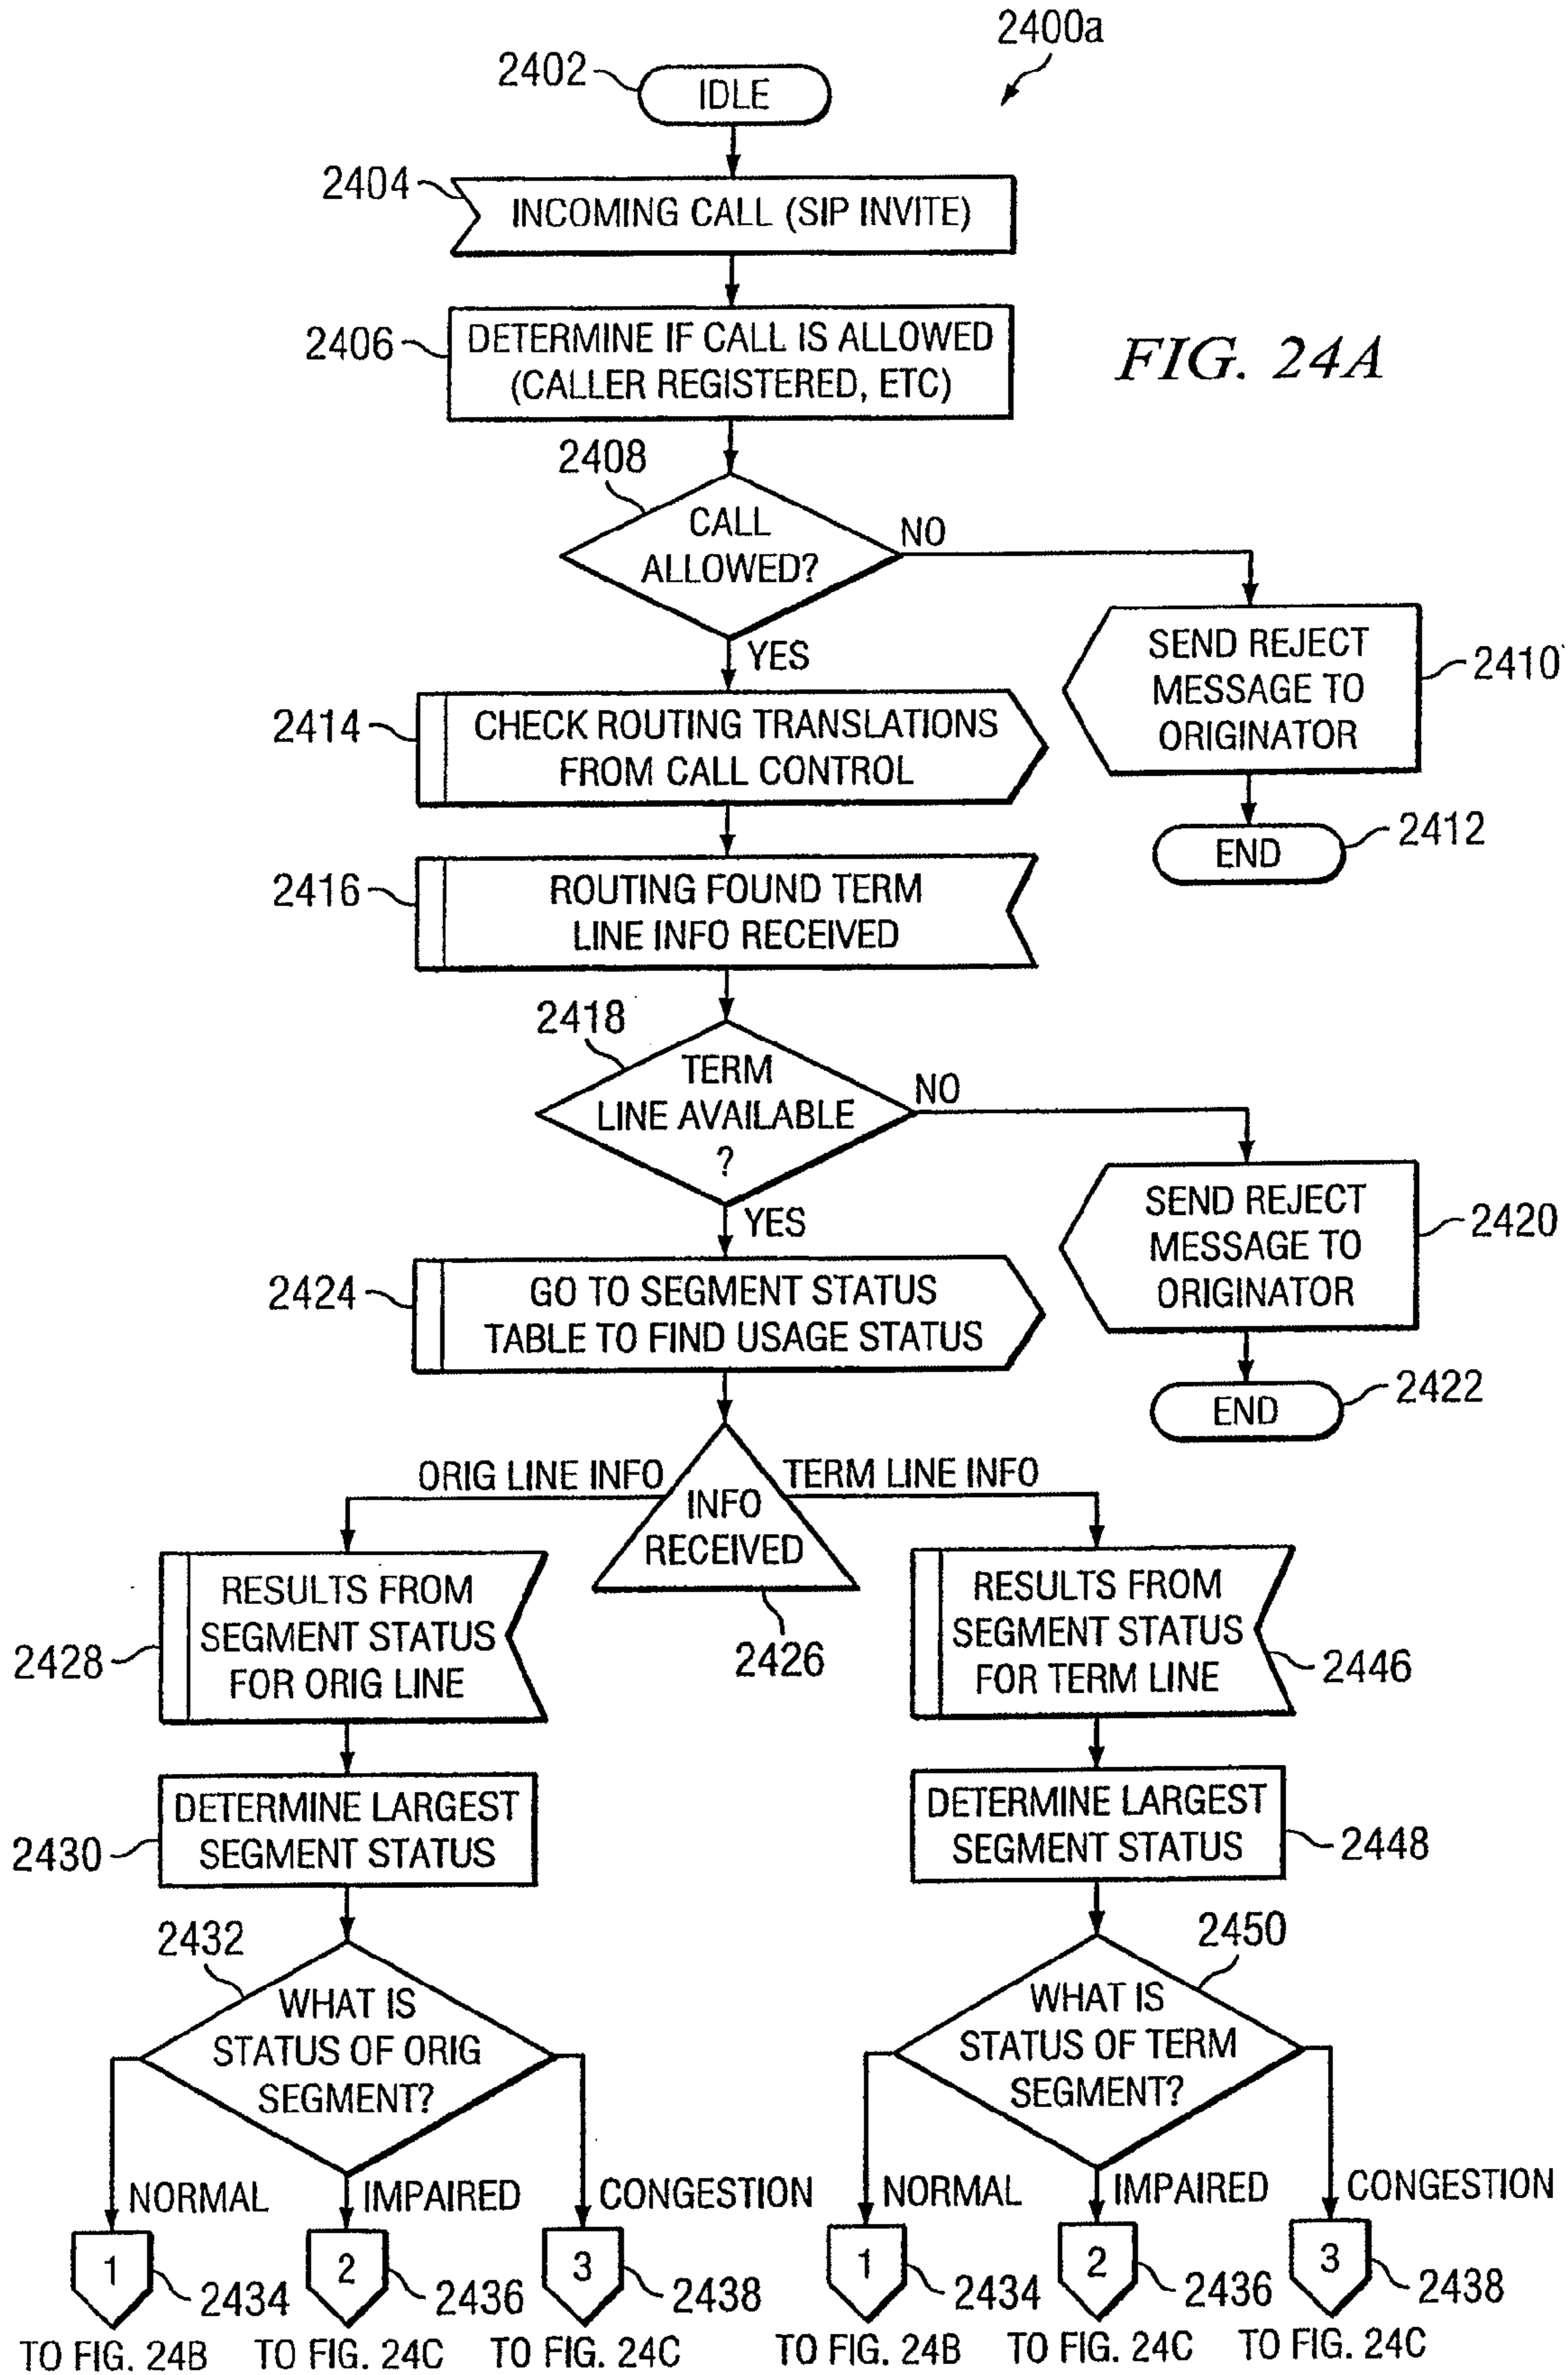 2400a
2402
IDLE
2404
INCOMING CALL (SIP INVITE)
2406
DETERMINE IF CALL IS ALLOWED
(CALLER REGISTERED, ETC)
FIG. 24A
2408
CALL
ALLOWED?
NO
YES
SEND REJECT
MESSAGE TO
ORIGINATOR
2410
2414
CHECK ROUTING TRANSLATIONS
FROM CALL CONTROL
END
2412
2416
ROUTING FOUND TERM
LINE INFO RECEIVED
2418
TERM
LINE AVAILABLE
?
NO
YES
SEND REJECT
MESSAGE TO
ORIGINATOR
2420
2424
GO TO SEGMENT STATUS
TABLE TO FIND USAGE STATUS
END
2422
ORIG LINE INFO
TERM LINE INFO
INFO
RECEIVED
2426
RESULTS FROM
SEGMENT STATUS
FOR ORIG LINE
2428
RESULTS FROM
SEGMENT STATUS
FOR TERM LINE
2446
DETERMINE LARGEST
SEGMENT STATUS
2430
DETERMINE LARGEST
SEGMENT STATUS
2448
2432
WHAT IS
STATUS OF ORIG
SEGMENT?
2450
WHAT IS
STATUS OF TERM
SEGMENT?
NORMAL
IMPAIRED
CONGESTION
NORMAL
IMPAIRED
CONGESTION
1
2434
2
2436
3
2438
1
2434
2
2436
3
2438
TO FIG. 24B
TO FIG. 24C
TO FIG. 24C
TO FIG. 24B
TO FIG. 24C
TO FIG. 24C